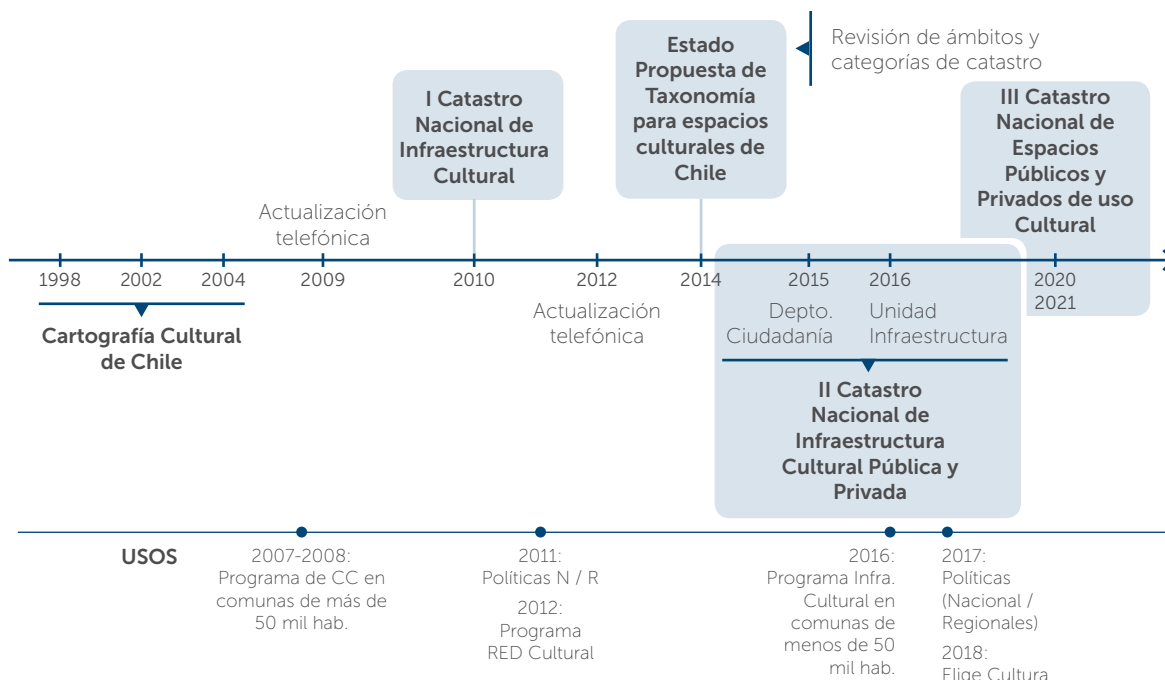 Revisión de ámbitos y
categorías de catastro
Estado
Propuesta de
Taxonomía
para espacios
culturales de
Chile
I Catastro
Nacional de
Infraestructura
Cultural
III Catastro
Nacional de
Espacios
Públicos y
Privados de uso
Cultural
Actualización
telefónica
1998
2002
2004
2009
2010
2012
2014
2015
2016
2020
2021
Cartografía Cultural
de Chile
Actualización
telefónica
Depto.
Ciudadanía
Unidad
Infraestructura
II Catastro
Nacional de
Infraestructura
Cultural Pública y
Privada
USOS
2007-2008:
Programa de CC en
comunas de más de
50 mil hab.
2011:
Políticas N / R
2012:
Programa
RED Cultural
2016:
Programa Infra.
Cultural en
comunas de
menos de 50
mil hab.
2017:
Políticas
(Nacional /
Regionales)
2018:
Elige Cultura